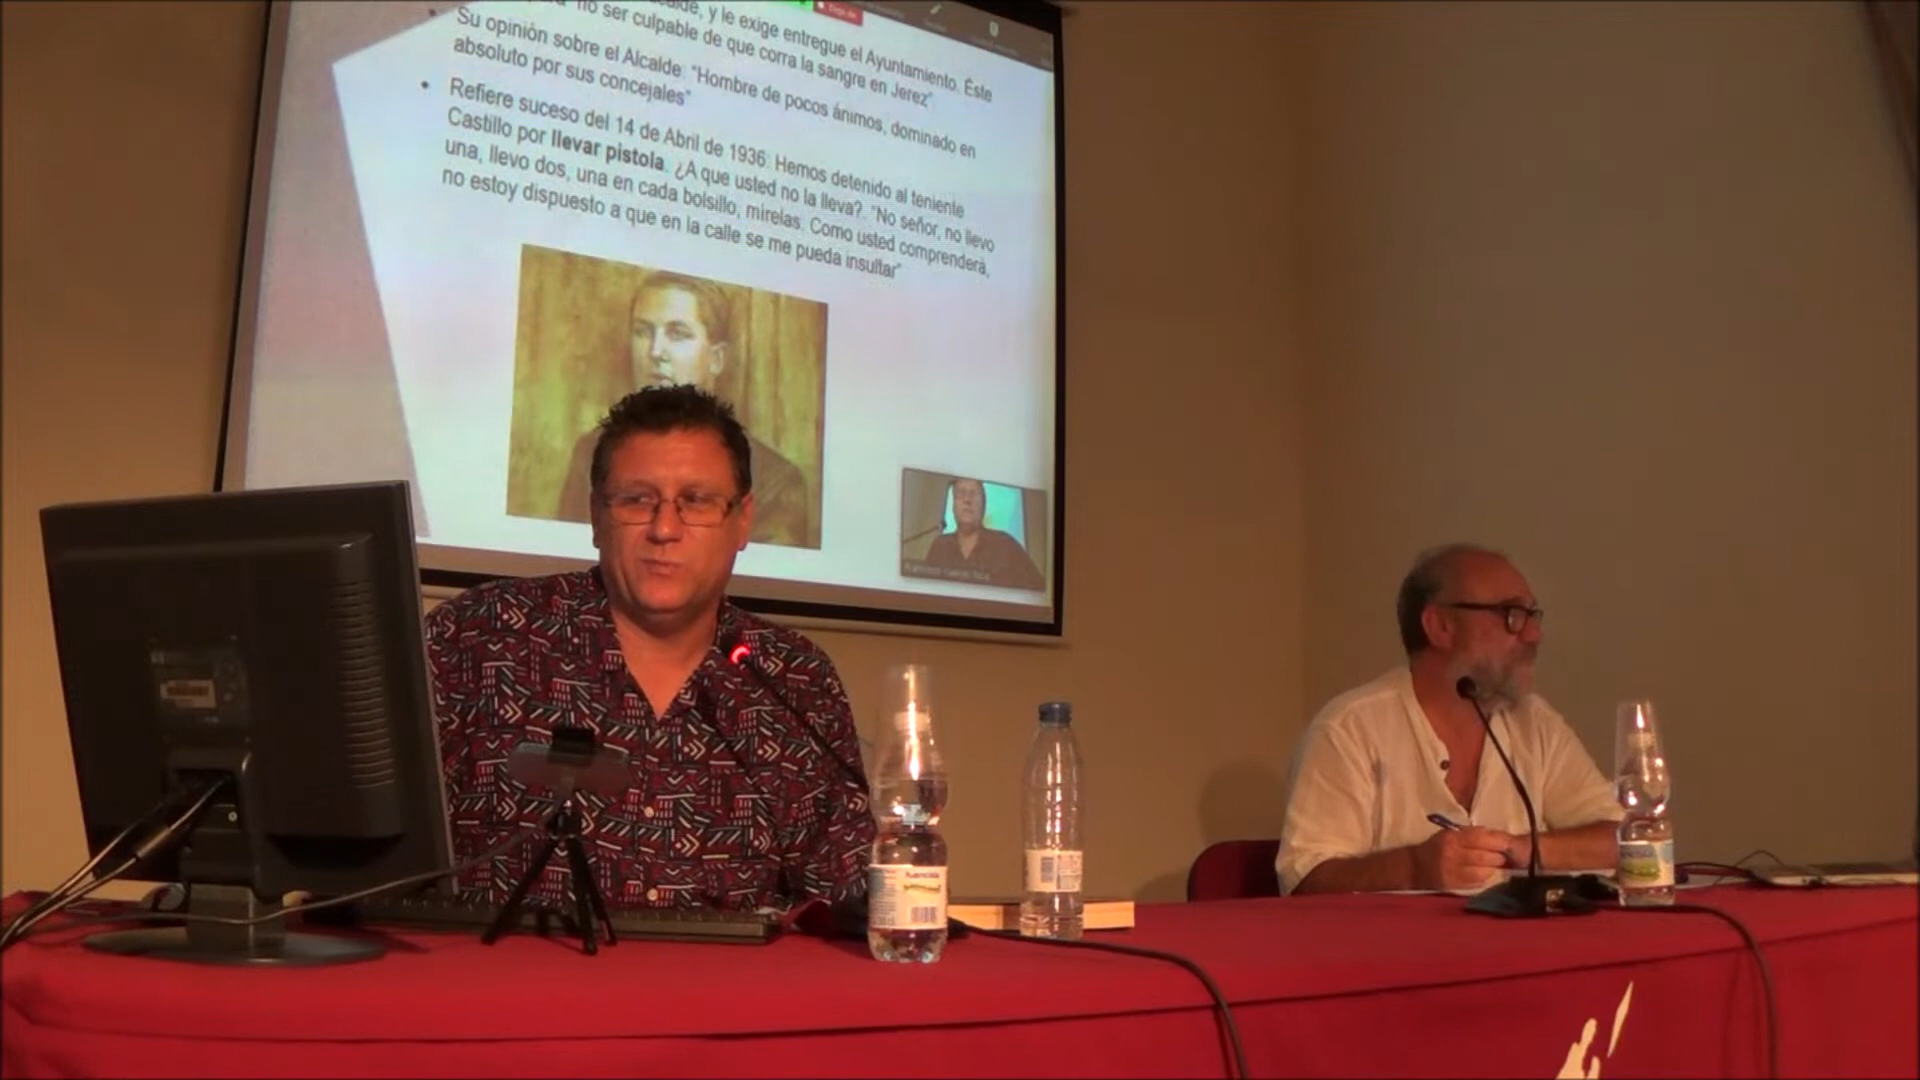 calde, y le exige entregue el Ayuntamiento. Éste
no ser culpable de que corra la sangre en Jerez"
Su opinión sobre el Alcalde: "Hombre de pocos ánimos, dominado en
absoluto por sus concejales"
• Refiere suceso del 14 de Abril de 1936: Hemos detenido al teniente
Castillo por llevar pistola. ¿A que usted no la lleva?. "No señor, no llevo
una, llevo dos, una en cada bolsillo, mirelas. Como usted comprenderá,
no estoy dispuesto a que en la calle se me pueda insultar"